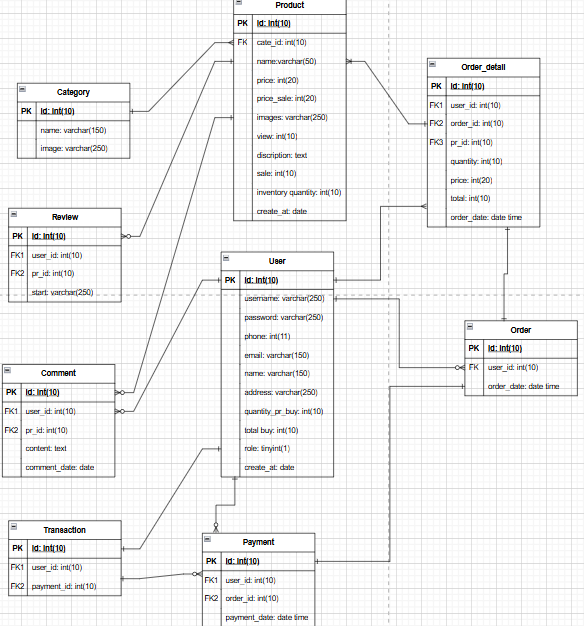 Product
PK id: int(10)
FK cate_id: int(10)
name:varchar(50)
price: int(20)
price_sale: int(20)
images: varchar(250)
view: int(10)
discription: text
sale: int(10)
inventory quantity: int(10)
create_at: date
Order_detail
PK id: int(10)
FK1 user_id: int(10)
FK2 order_id: int(10)
FK3 pr_id: int(10)
quantity: int(10)
price: int(20)
total: int(10)
order_date: date time
Category
PK id: int(10)
name: varchar(150)
image: varchar(250)
Review
PK id: int(10)
FK1 user_id: int(10)
FK2 pr_id: int(10)
start: varchar(250)
User
PK id: int(10)
username: varchar(250)
password: varchar(250)
phone: int(11)
email: varchar(150)
name: varchar(150)
address: varchar(250)
quantity_pr_buy: int(10)
total buy: int(10)
role: tinyint(1)
create_at: date
Order
PK id: int(10)
FK user_id: int(10)
order_date: date time
Comment
PK id: int(10)
FK1 user_id: int(10)
FK2 pr_id: int(10)
content: text
comment_date: date
Transaction
PK id: int(10)
FK1 user_id: int(10)
FK2 payment_id: int(10)
Payment
PK id: int(10)
FK1 user_id: int(10)
FK2 order_id: int(10)
payment_date: date time